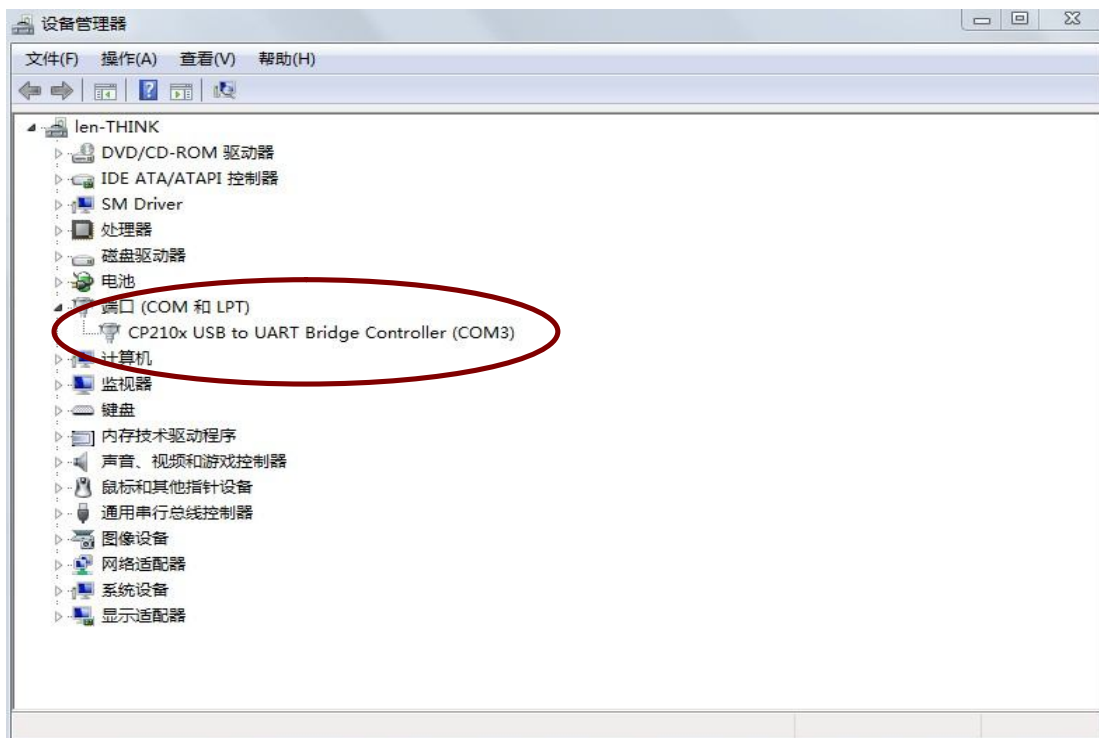 设备管理器
文件(F) 操作(A) 查看(V) 帮助(H)
len-THINK
DVD/CD-ROM 驱动器
IDE ATA/ATAPI 控制器
SM Driver
处理器
磁盘驱动器
电池
端口 (COM 和 LPT)
CP210x USB to UART Bridge Controller (COM3)
计算机
监视器
键盘
内存技术驱动程序
声音、视频和游戏控制器
鼠标和其他指针设备
通用串行总线控制器
图像设备
网络适配器
系统设备
显示适配器